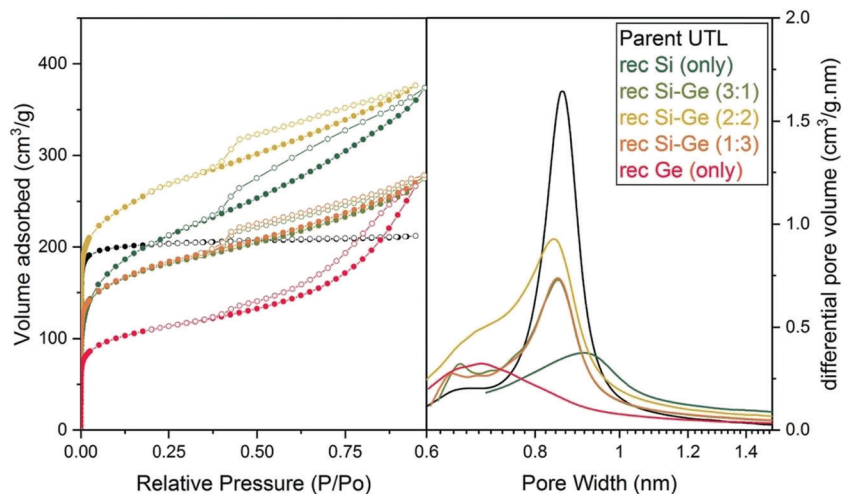 Volume adsorbed (cm³/g)
400
300
200
100
0
0.00
0.25
0.50
0.75
Relative Pressure (P/Po)
Parent UTL
rec Si (only)
rec Si-Ge (3:1)
rec Si-Ge (2:2)
rec Si-Ge (1:3)
rec Ge (only)
0.6
0.8
1
1.2
1.4
Pore Width (nm)
2.0
1.5
1.0
0.5
0.0
differential pore volume (cm³/g.nm)